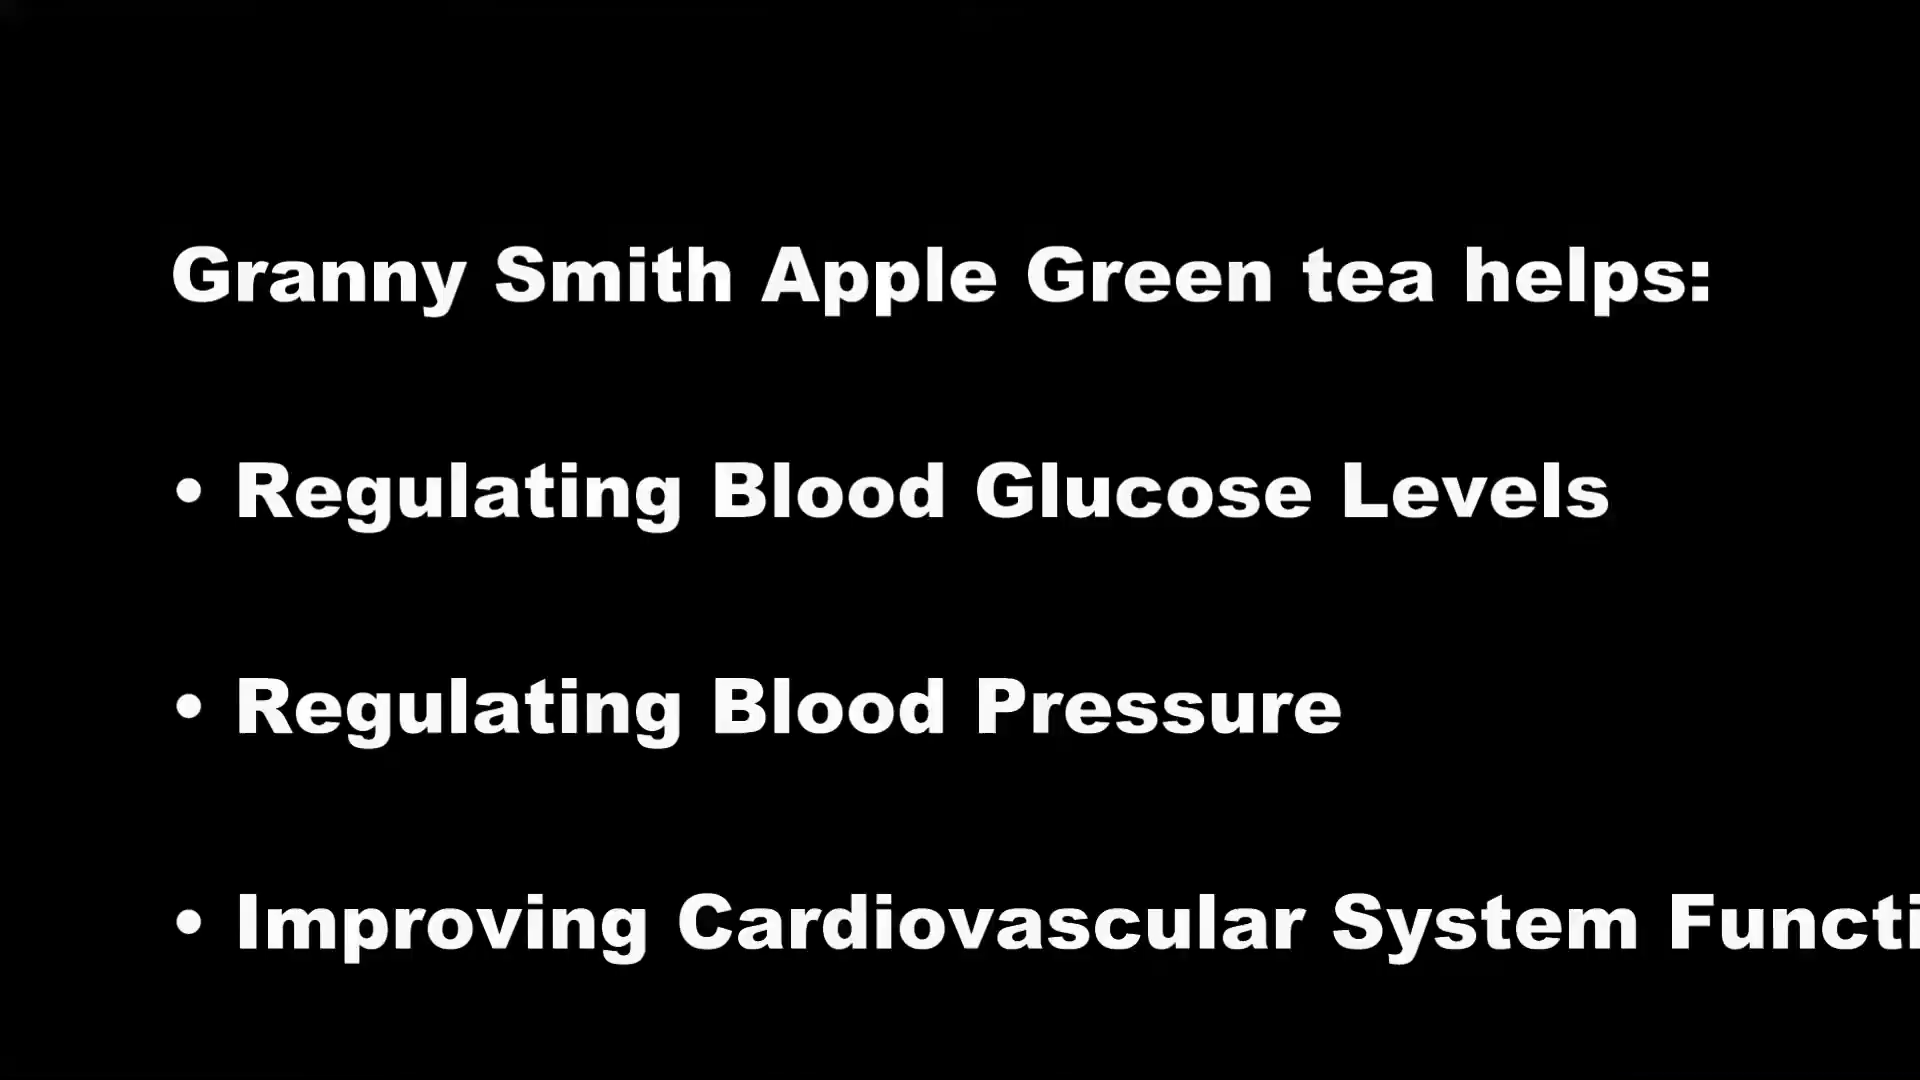 Granny Smith Apple Green tea helps:
• Regulating Blood Glucose Levels
• Regulating Blood Pressure
• Improving Cardiovascular System Functi